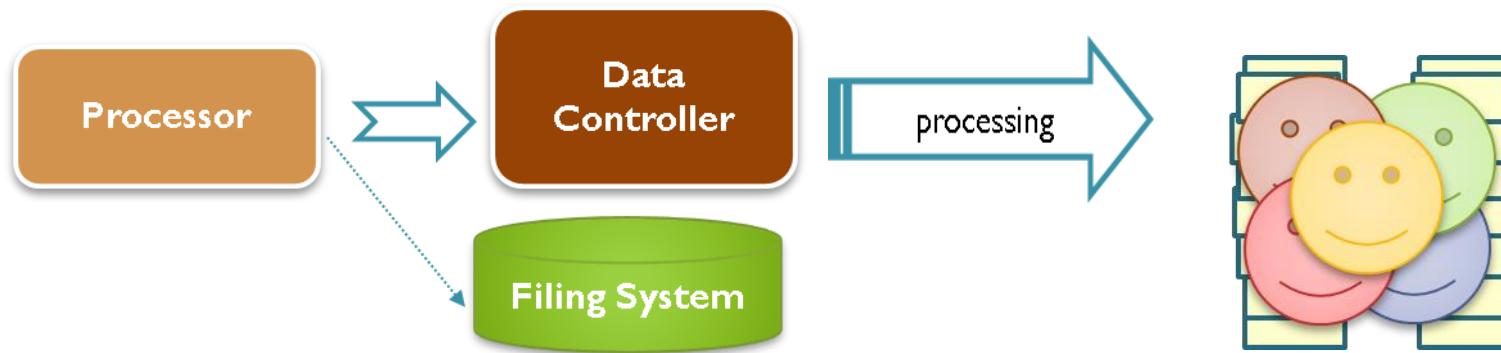 Processor
Data
Controller
processing
Filing System